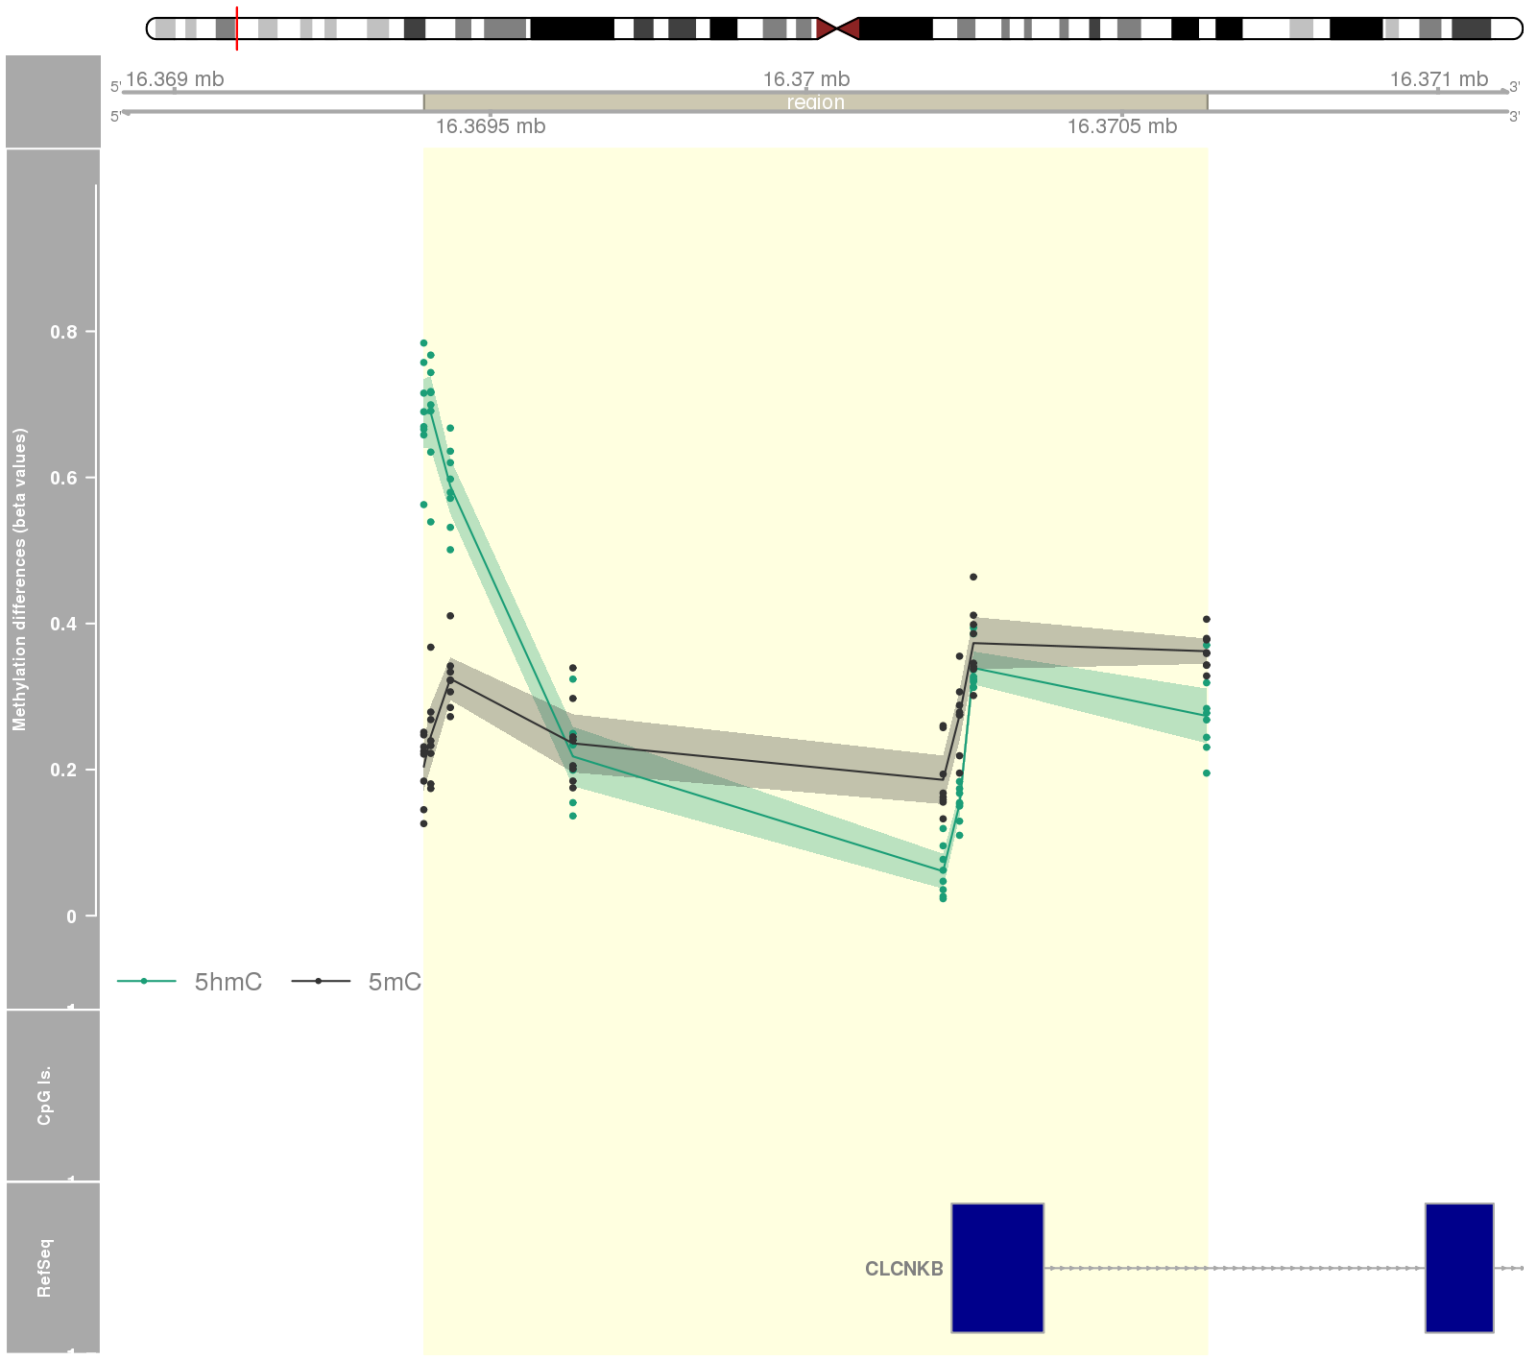 16.369 mb
16.37 mb
16.371 mb
5'
3'
region
5'
3'
16.3695 mb
16.3705 mb
Methylation differences (beta values)
0.8
0.6
0.4
0.2
0
5hmC
5mC
CpG Is.
RefSeq
CLCNKB